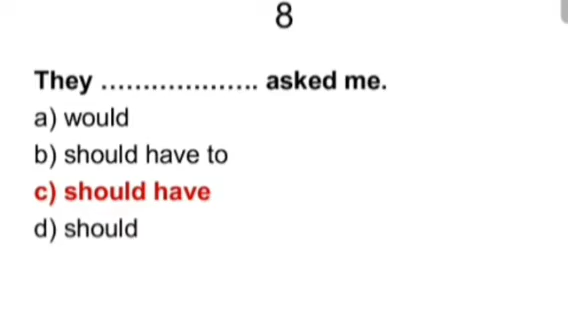 8
They ................... asked me.
a) would
b) should have to
c) should have
d) should